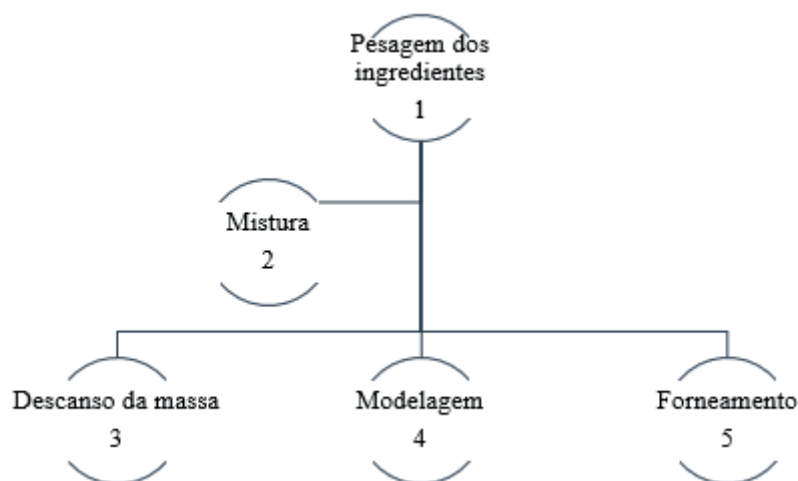 Pesagem dos
ingredientes
1
Mistura
2
Descanso da massa
3
Modelagem
4
Forneamento
5